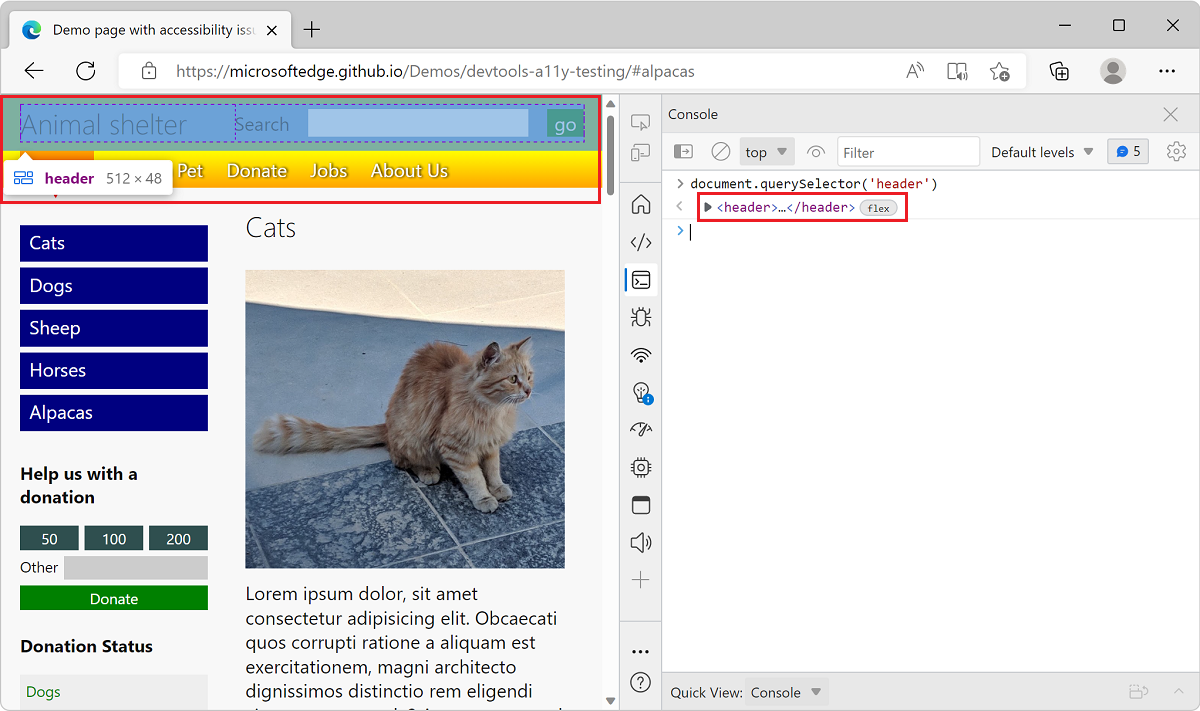 Demo page with accessibility issu
https://microsoftedge.github.io/Demos/devtools-a11y-testing/#alpacas
Animal shelter
Search
go
Pet
Donate
Jobs
About Us
header 512 × 48
Cats
Dogs
Sheep
Horses
Alpacas
Help us with a
donation
50
100
200
Other
Donate
Donation Status
Dogs
Cats
Lorem ipsum dolor, sit amet
consectetur adipisicing elit. Obcaecati
quos corrupti ratione a aliquam est
exercitationem, magni architecto
dignissimos distinctio rem eligendi
Console
top
Filter
Default levels
5
document.querySelector('header')
<header>…</header> flex
Quick View: Console